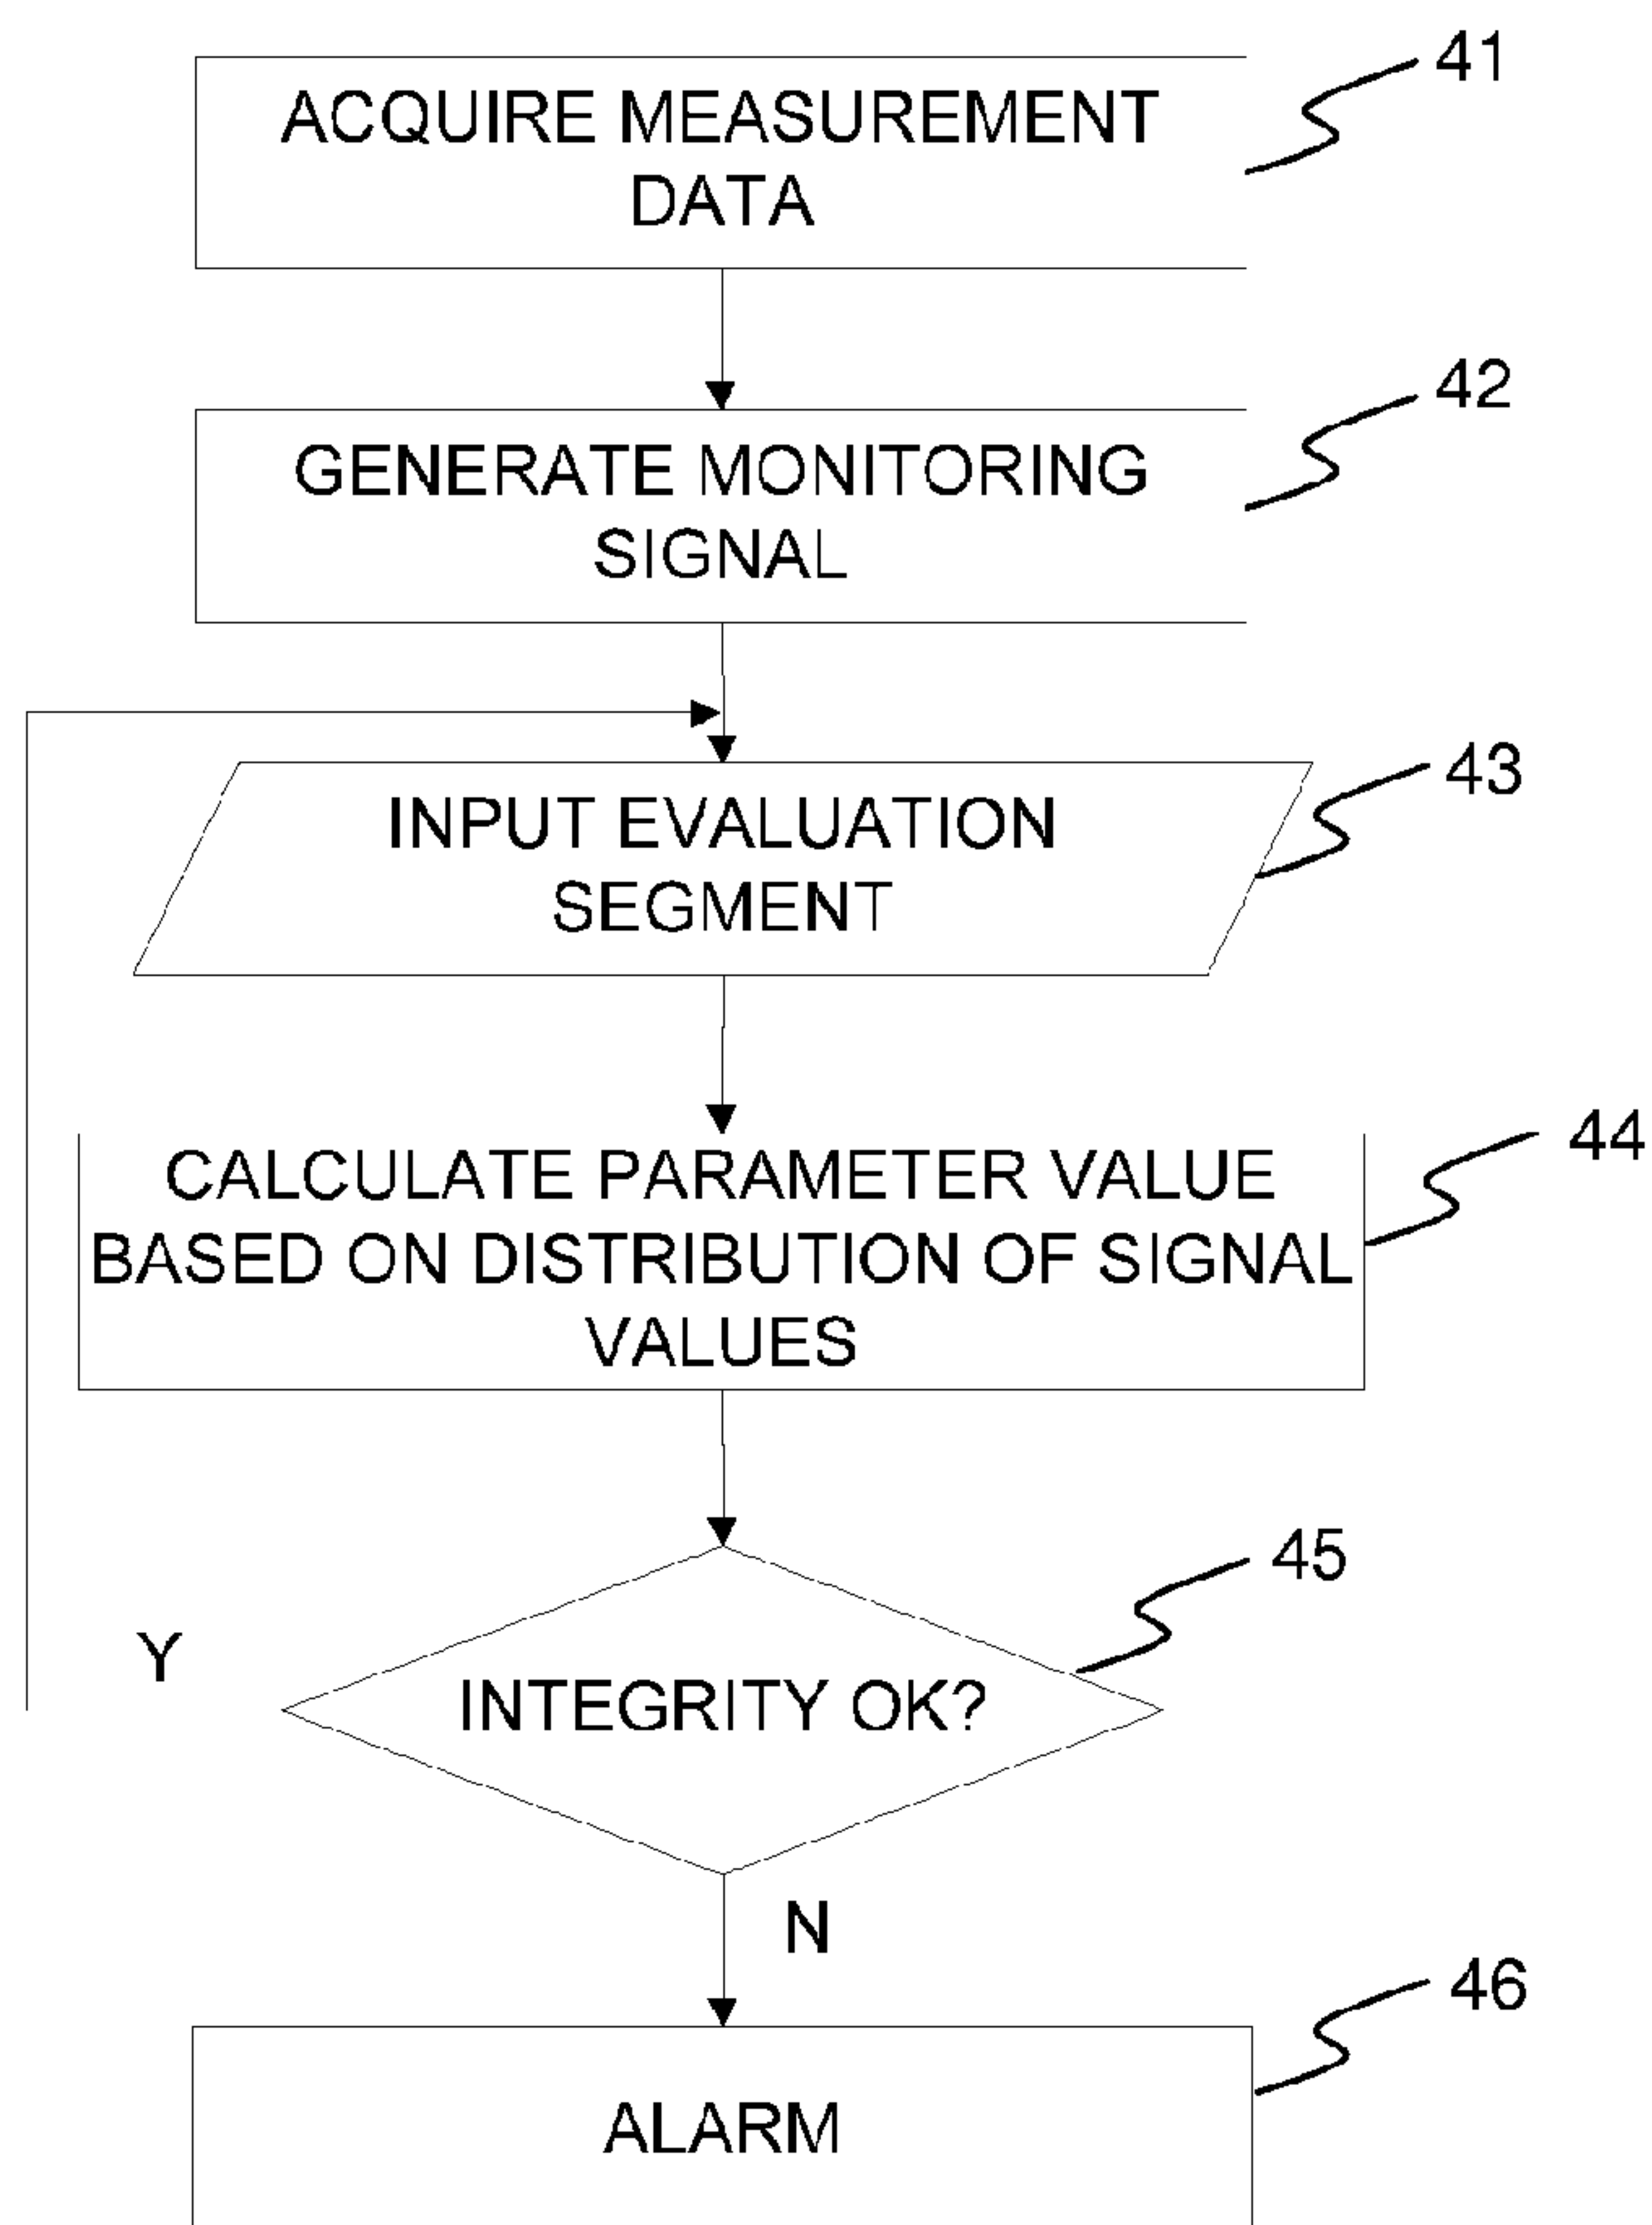 41
ACQUIRE MEASUREMENT
DATA
42
GENERATE MONITORING
SIGNAL
43
INPUT EVALUATION
SEGMENT
44
CALCULATE PARAMETER VALUE
BASED ON DISTRIBUTION OF SIGNAL
VALUES
45
Y
INTEGRITY OK?
N
46
ALARM